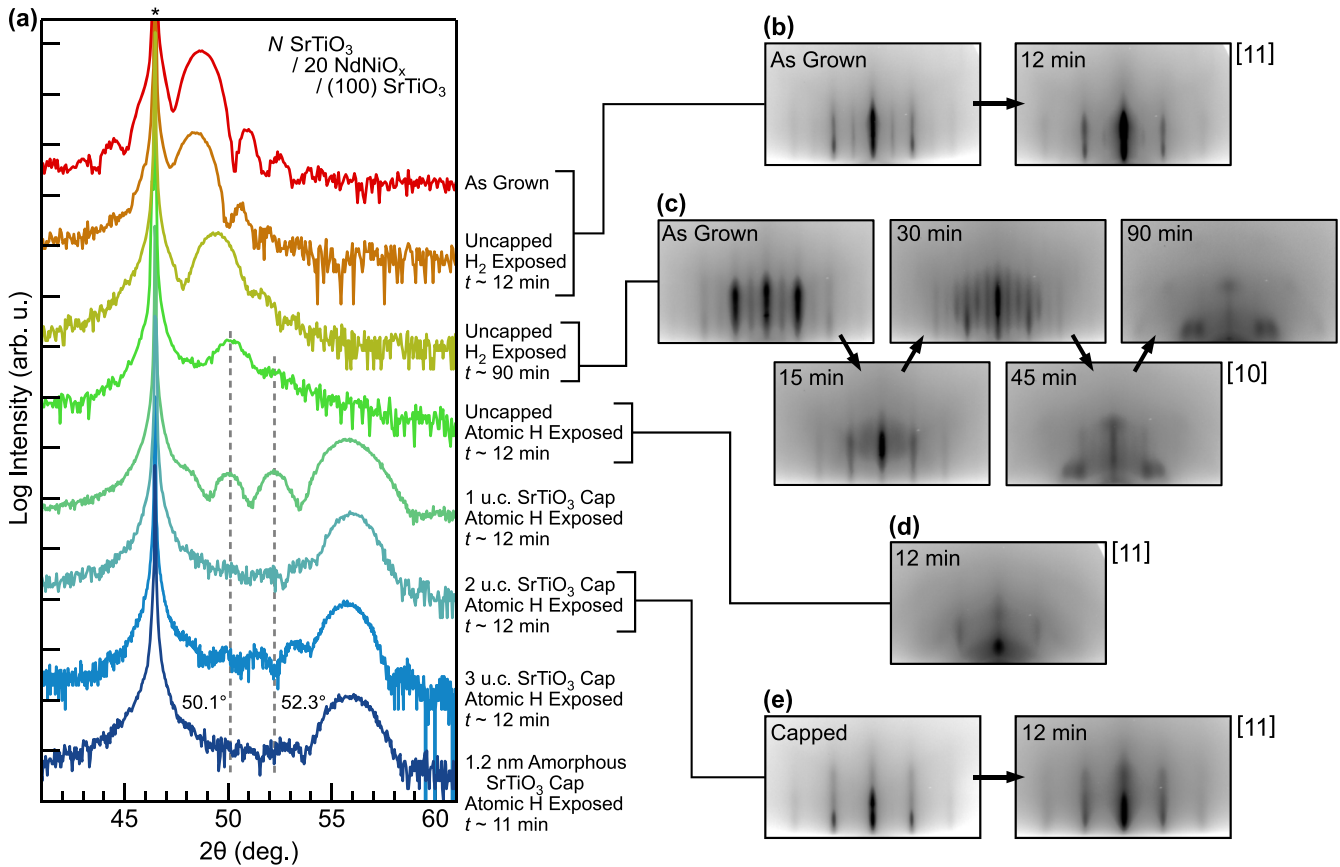 (a)
*
N SrTiO3
/ 20 NdNiOx
/ (100) SrTiO3
Log Intensity (arb. u.)
50.1°
52.3°
45
50
55
60
2θ (deg.)
As Grown
Uncapped
H2 Exposed
t ~ 12 min
Uncapped
H2 Exposed
t ~ 90 min
Uncapped
Atomic H Exposed
t ~ 12 min
1 u.c. SrTiO3 Cap
Atomic H Exposed
t ~ 12 min
2 u.c. SrTiO3 Cap
Atomic H Exposed
t ~ 12 min
3 u.c. SrTiO3 Cap
Atomic H Exposed
t ~ 12 min
1.2 nm Amorphous
SrTiO3 Cap
Atomic H Exposed
t ~ 11 min
(b)
As Grown
12 min
[11]
(c)
As Grown
30 min
90 min
15 min
45 min
[10]
(d)
12 min
[11]
(e)
Capped
12 min
[11]